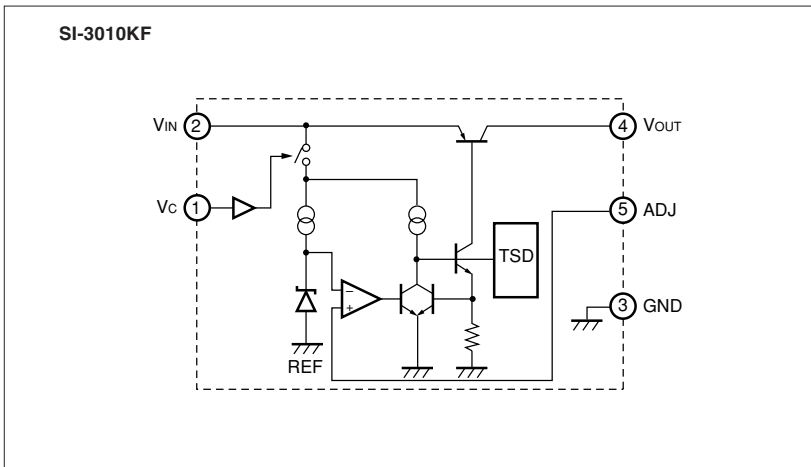 SI-3010KF
VIN 2
4 VOUT
VC 1
5 ADJ
TSD
−
+
3 GND
REF